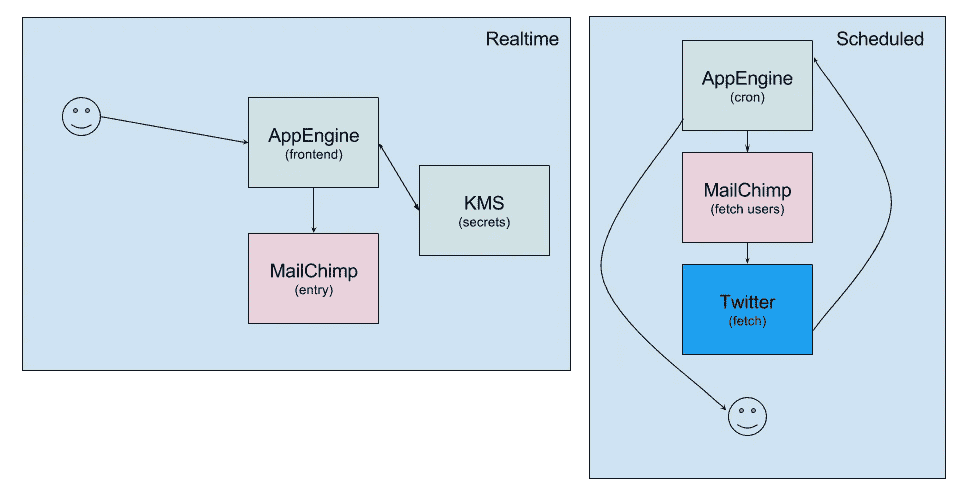 Realtime
AppEngine
(frontend)
KMS
(secrets)
MailChimp
(entry)
Scheduled
AppEngine
(cron)
MailChimp
(fetch users)
Twitter
(fetch)